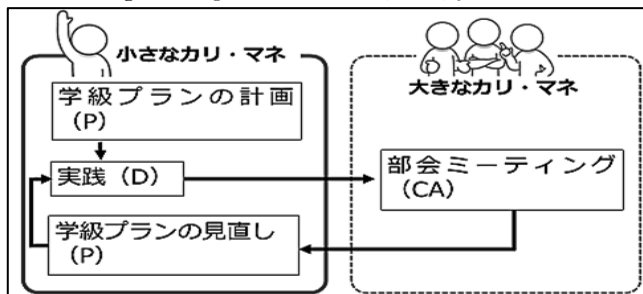 小さなカリ・マネ
学級プランの計画
(P)
実践 (D)
学級プランの見直し
(P)
大きなカリ・マネ
部会ミーティング
(CA)